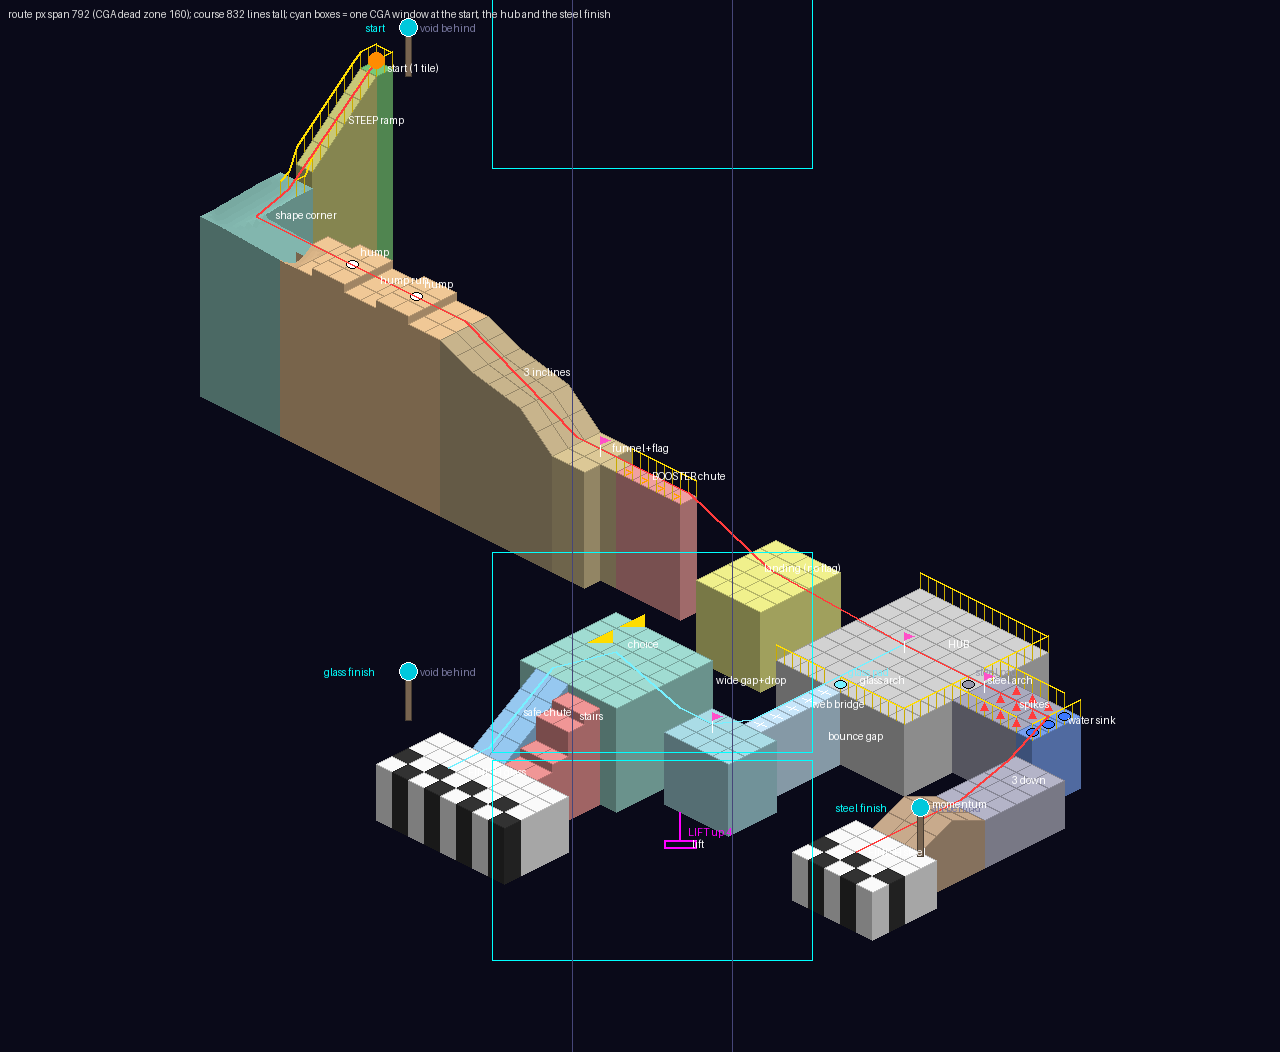 route px span 792 (CGA dead zone 160); course 832 lines tall; cyan boxes = one CGA window at the start, the hub and the steel finish
start
void behind
start (1 tile)
STEEP ramp
shape corner
hump
hump
3 inclines
funnel+flag
BOOSTER chute
choice
HUB
glass finish
void behind
wide gap+drop
glass arch
steel arch
web bridge
spikes
safe chute
stairs
water sink
bounce gap
3 down
steel finish
momentum
LIFT up
lift